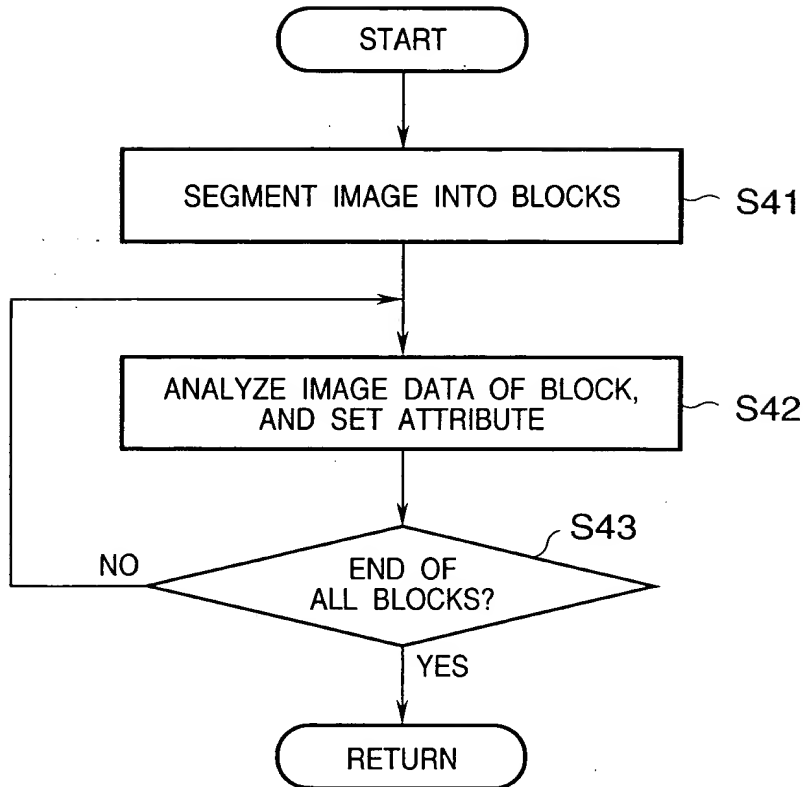 START
SEGMENT IMAGE INTO BLOCKS
S41
ANALYZE IMAGE DATA OF BLOCK,
AND SET ATTRIBUTE
S42
S43
NO
END OF
ALL BLOCKS?
YES
RETURN